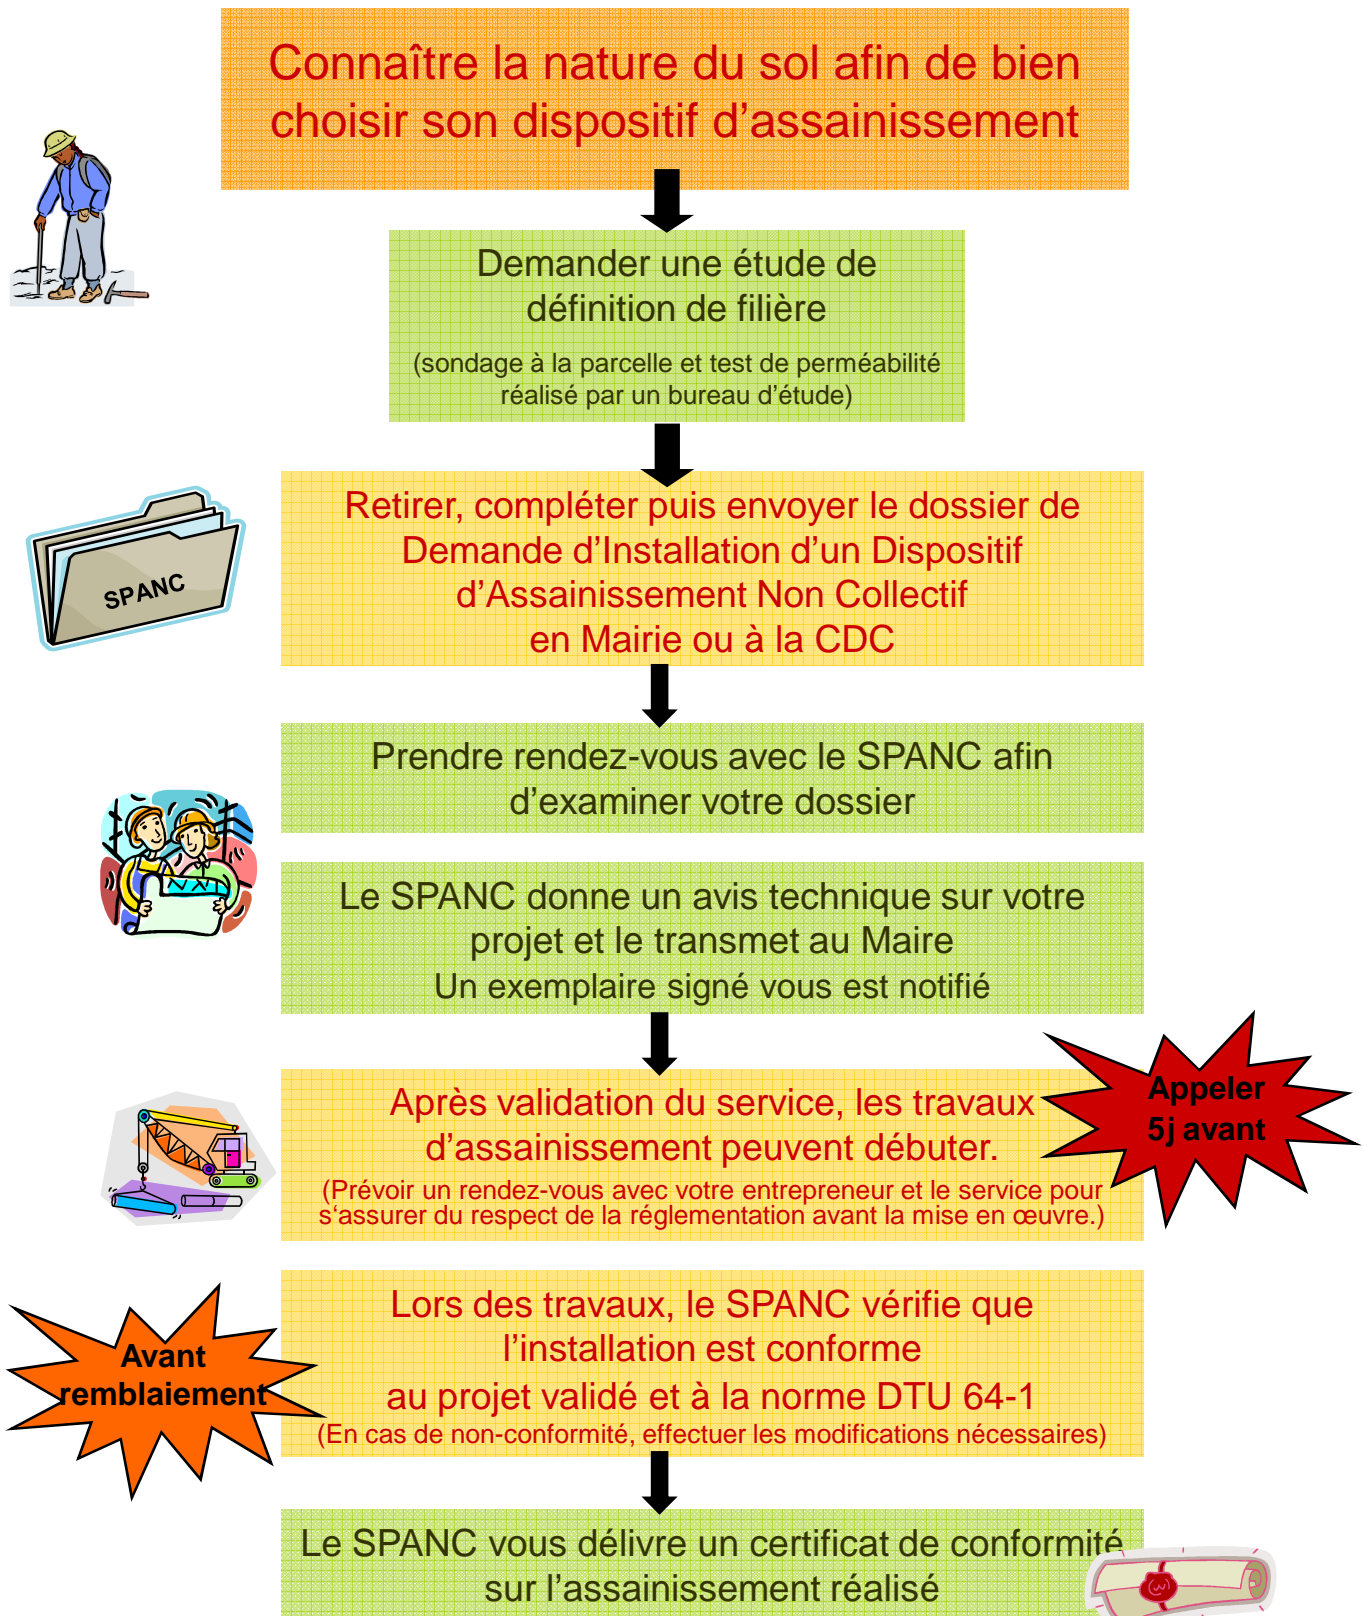 Connaître la nature du sol afin de bien
choisir son dispositif d’assainissement
Demander une étude de
définition de filière
(sondage à la parcelle et test de perméabilité
réalisé par un bureau d’étude)
SPANC
Retirer, compléter puis envoyer le dossier de
Demande d’Installation d’un Dispositif
d’Assainissement Non Collectif
en Mairie ou à la CDC
Prendre rendez-vous avec le SPANC afin
d’examiner votre dossier
Le SPANC donne un avis technique sur votre
projet et le transmet au Maire
Un exemplaire signé vous est notifié
Appeler
5j avant
Après validation du service, les travaux
d’assainissement peuvent débuter.
(Prévoir un rendez-vous avec votre entrepreneur et le service pour
s‘assurer du respect de la réglementation avant la mise en œuvre.)
Avant
remblaiement
Lors des travaux, le SPANC vérifie que
l’installation est conforme
au projet validé et à la norme DTU 64-1
(En cas de non-conformité, effectuer les modifications nécessaires)
Le SPANC vous délivre un certificat de conformité
sur l’assainissement réalisé